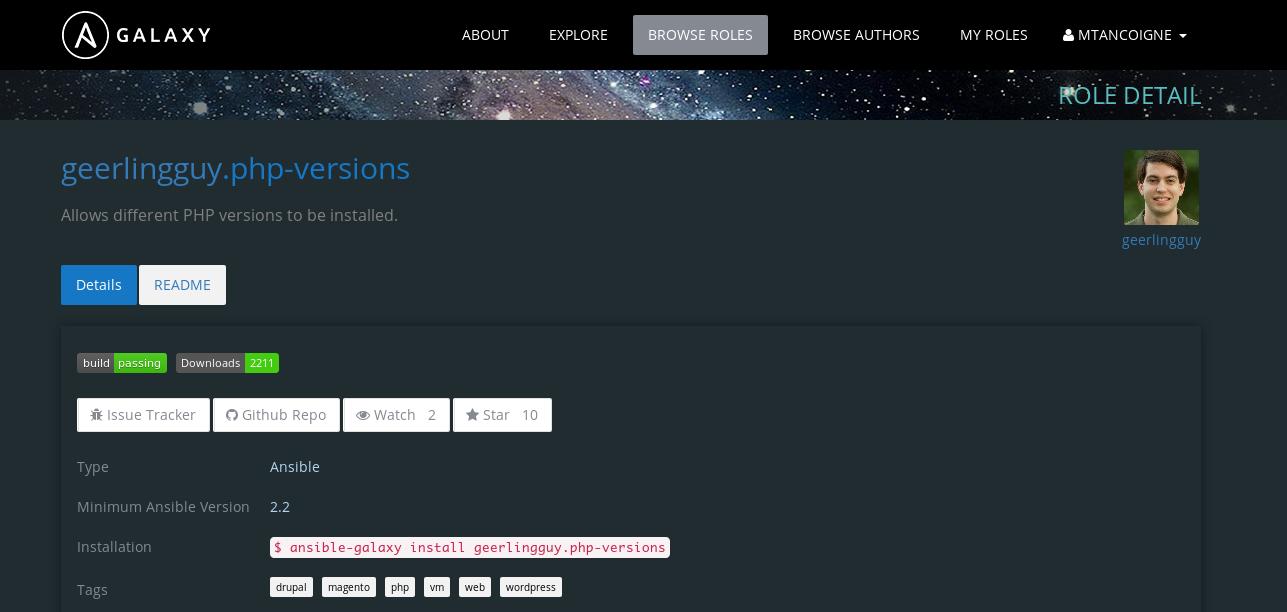 GALAXY ABOUT EXPLORE BROWSE ROLES BROWSE AUTHORS MY ROLES MTANCOIGNE
ROLE DETAIL
geerlingguy.php-versions
Allows different PHP versions to be installed.
geerlingguy
Details README
build passing Downloads 2211
Issue Tracker Github Repo Watch 2 Star 10
Type Ansible
Minimum Ansible Version 2.2
Installation $ ansible-galaxy install geerlingguy.php-versions
Tags drupal magento php vm web wordpress